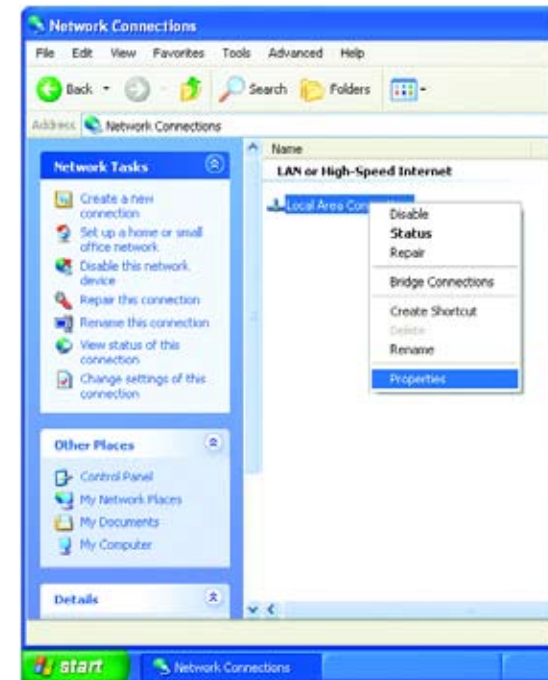 Network Connections
File Edit View Favorites Tools Advanced Help
Back Search Folders
Address Network Connections
Network Tasks
Create a new
connection
Set up a home or small
office network
Disable this network
device
Repair this connection
Rename this connection
View status of this
connection
Change settings of this
connection
Other Places
Control Panel
My Network Places
My Documents
My Computer
Details
Name
LAN or High-Speed Internet
Local Area Con
Disable
Status
Repair
Bridge Connections
Create Shortcut
Delete
Rename
Properties
start Network Connections